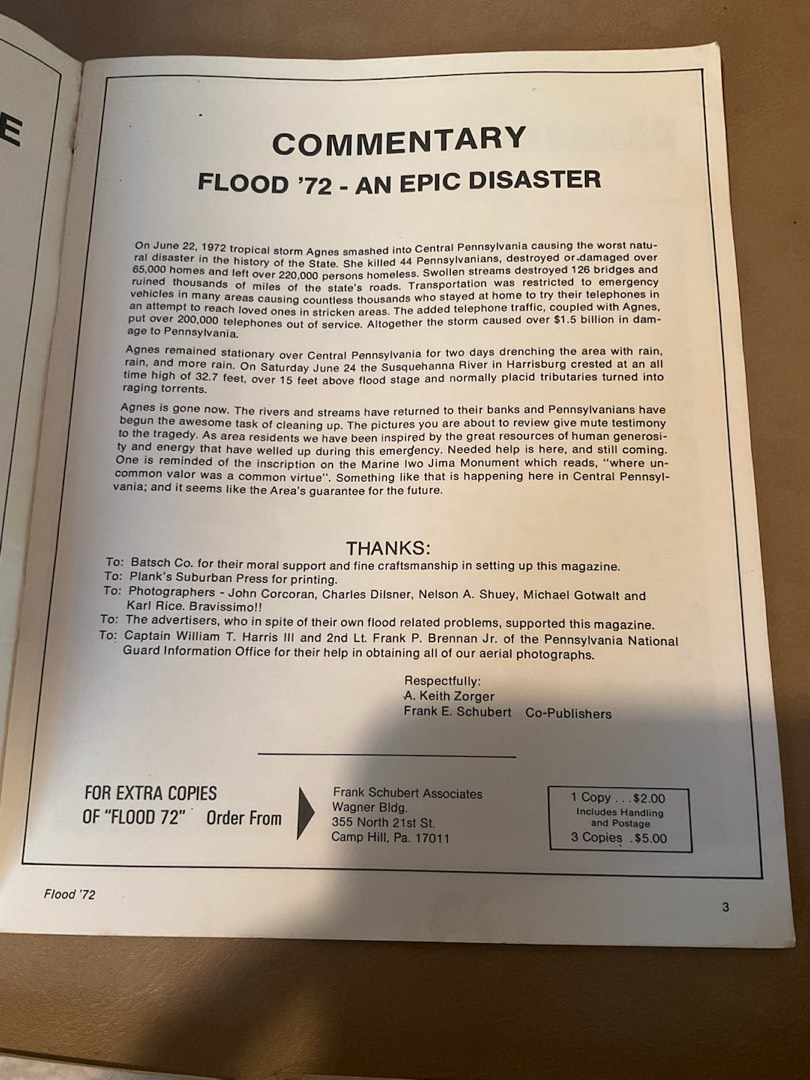 E
COMMENTARY
FLOOD '72 - AN EPIC DISASTER
On June 22, 1972 tropical storm Agnes smashed into Central Pennsylvania causing the worst natu-
ral disaster in the history of the State. She killed 44 Pennsylvanians, destroyed or damaged over
65,000 homes and left over 220,000 persons homeless. Swollen streams destroyed 126 bridges and
ruined thousands of miles of the state's roads. Transportation was restricted to emergency
vehicles in many areas causing countless thousands who stayed at home to try their telephones in
an attempt to reach loved ones in stricken areas. The added telephone traffic, coupled with Agnes,
put over 200,000 telephones out of service. Altogether the storm caused over $1.5 billion in dam-
age to Pennsylvania.
Agnes remained stationary over Central Pennsylvania for two days drenching the area with rain,
rain, and more rain. On Saturday June 24 the Susquehanna River in Harrisburg crested at an all
time high of 32.7 feet, over 15 feet above flood stage and normally placid tributaries turned into
raging torrents.
Agnes is gone now. The rivers and streams have returned to their banks and Pennsylvanians have
begun the awesome task of cleaning up. The pictures you are about to review give mute testimony
to the tragedy. As area residents we have been inspired by the great resources of human generosi-
ty and energy that have welled up during this emergency. Needed help is here, and still coming.
One is reminded of the inscription on the Marine Iwo Jima Monument which reads, "where un-
common valor was a common virtue". Something like that is happening here in Central Pennsyl-
vania; and it seems like the Area's guarantee for the future.
THANKS:
To: Batsch Co. for their moral support and fine craftsmanship in setting up this magazine.
To: Plank's Suburban Press for printing.
To: Photographers - John Corcoran, Charles Dilsner, Nelson A. Shuey, Michael Gotwalt and
Karl Rice. Bravissimo!!
To: The advertisers, who in spite of their own flood related problems, supported this magazine.
To: Captain William T. Harris III and 2nd Lt. Frank P. Brennan Jr. of the Pennsylvania National
Guard Information Office for their help in obtaining all of our aerial photographs.
Respectfully:
A. Keith Zorger
Frank E. Schubert Co-Publishers
FOR EXTRA COPIES
OF "FLOOD 72" Order From
Frank Schubert Associates
Wagner Bldg.
355 North 21st St.
Camp Hill, Pa. 17011
1 Copy ...$2.00
Includes Handling
and Postage
3 Copies .$5.00
Flood '72
3